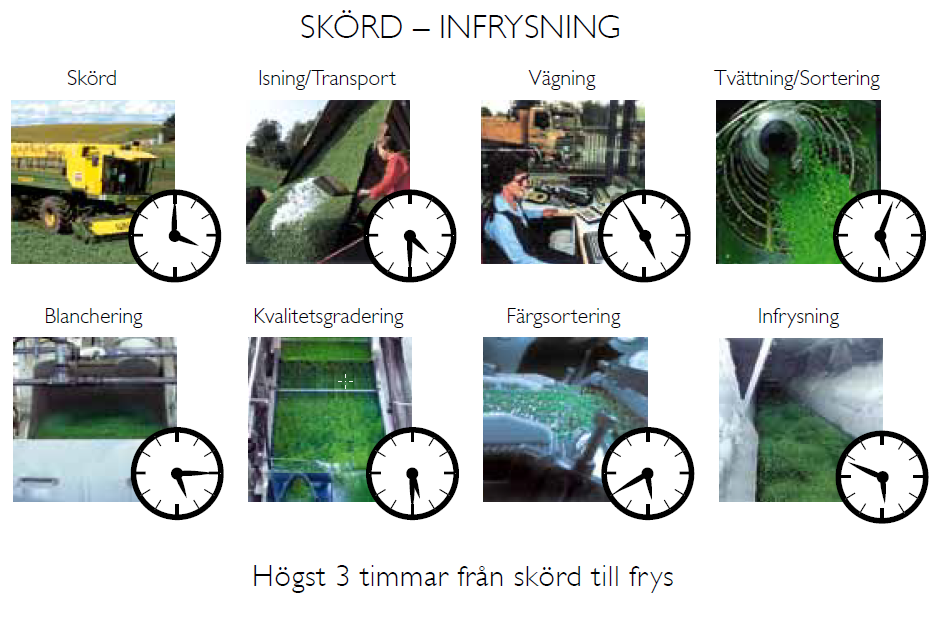 SKÖRD – INFRYSNING
Skörd
Isning/Transport
Vägning
Tvättning/Sortering
Blanchering
Kvalitetsgradering
Färgsortering
Infrysning
Högst 3 timmar från skörd till frys